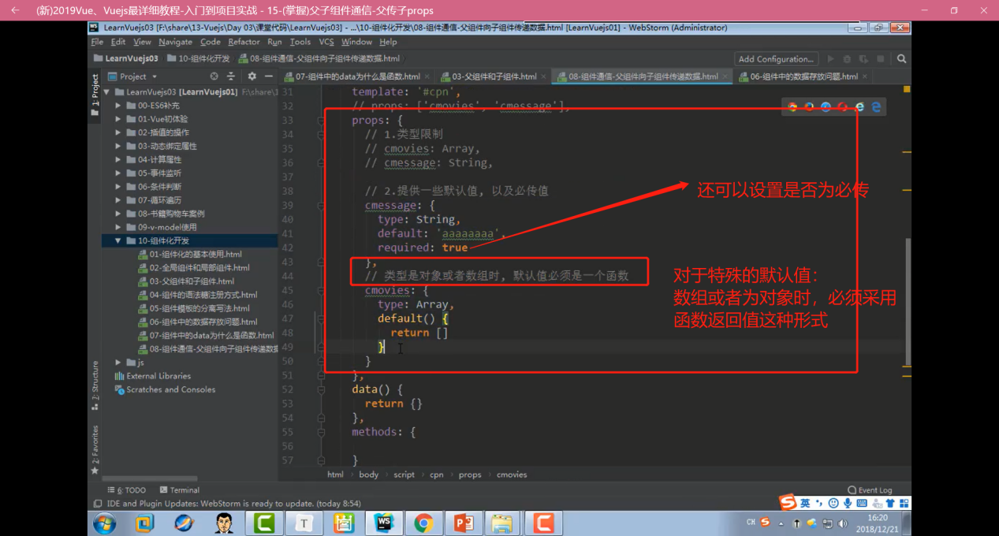 (新)2019Vue、Vuejs最详细教程-入门到项目实战 - 15-(掌握)父子组件通信-父传子props
LearnVuejs03 [F:\share\13-Vuejs\Day 03\课堂代码\LearnVuejs03] - ...\10-组件化开发\08-组件通信-父组件向子组件传递数据.html [LearnVuejs01] - WebStorm (Administrator)
File Edit View Navigate Code Refactor Run Tools VCS Window Help
LearnVuejs03 10-组件化开发 08-组件通信-父组件向子组件传递数据.html
Add Configuration...
1: Project
Project
07-组件中的data为什么是函数.html
03-父组件和子组件.html
08-组件通信-父组件向子组件传递数据.html
06-组件中的数据存放问题.html
LearnVuejs03 [LearnVuejs01] F:\share\1
00-ES6补充
01-Vue初体验
02-插值的操作
03-动态绑定属性
04-计算属性
05-事件监听
06-条件判断
07-循环遍历
08-书籍购物车案例
09-v-model使用
10-组件化开发
01-组件化的基本使用.html
02-全局组件和局部组件.html
03-父组件和子组件.html
04-组件的语法糖注册方式.html
05-组件模板的分离写法.html
06-组件中的数据存放问题.html
07-组件中的data为什么是函数.html
08-组件通信-父组件向子组件传递数据
js
External Libraries
Scratches and Consoles
Z: Structure
2: Favorites
31 template: '#cpn',
32 // props: ['cmovies', 'cmessage'],
33 props: {
34 // 1.类型限制
35 // cmovies: Array,
36 // cmessage: String,
37
38 // 2.提供一些默认值, 以及必传值
39 cmessage: {
40 type: String,
41 default: 'aaaaaaaa',
42 required: true
43 },
44 // 类型是对象或者数组时, 默认值必须是一个函数
45 cmovies: {
46 type: Array,
47 default() {
48 return []
49 }
50 }
51 },
52 data() {
53 return {}
54 },
55 methods: {
56
57 }
还可以设置是否为必传
对于特殊的默认值：
数组或者为对象时，必须采用
函数返回值这种形式
html body script cpn props cmovies
6: TODO Terminal
Event Log
IDE and Plugin Updates: WebStorm is ready to update. (today 8:54)
英
CH
16:20
2018/12/21